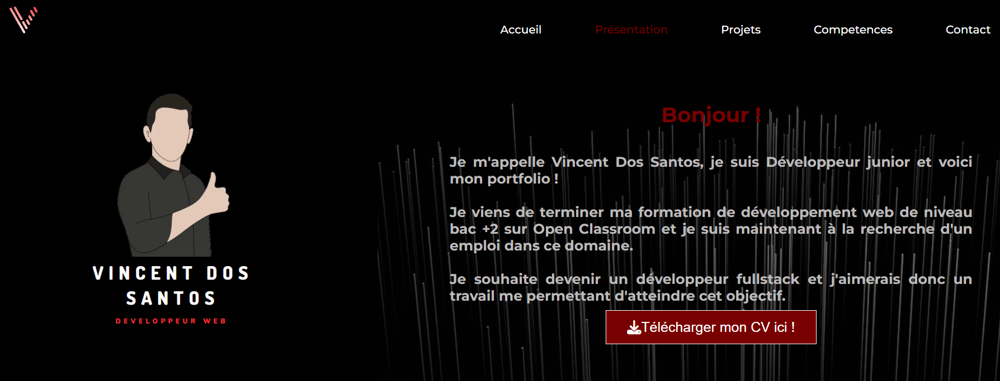 Accueil Présentation Projets Competences Contact
Bonjour !
Je m'appelle Vincent Dos Santos, je suis Développeur junior et voici
mon portfolio !
Je viens de terminer ma formation de développement web de niveau
bac +2 sur Open Classroom et je suis maintenant à la recherche d'un
emploi dans ce domaine.
Je souhaite devenir un développeur fullstack et j'aimerais donc un
travail me permettant d'atteindre cet objectif.
Télécharger mon CV ici !
VINCENT DOS
SANTOS
DEVELOPPEUR WEB